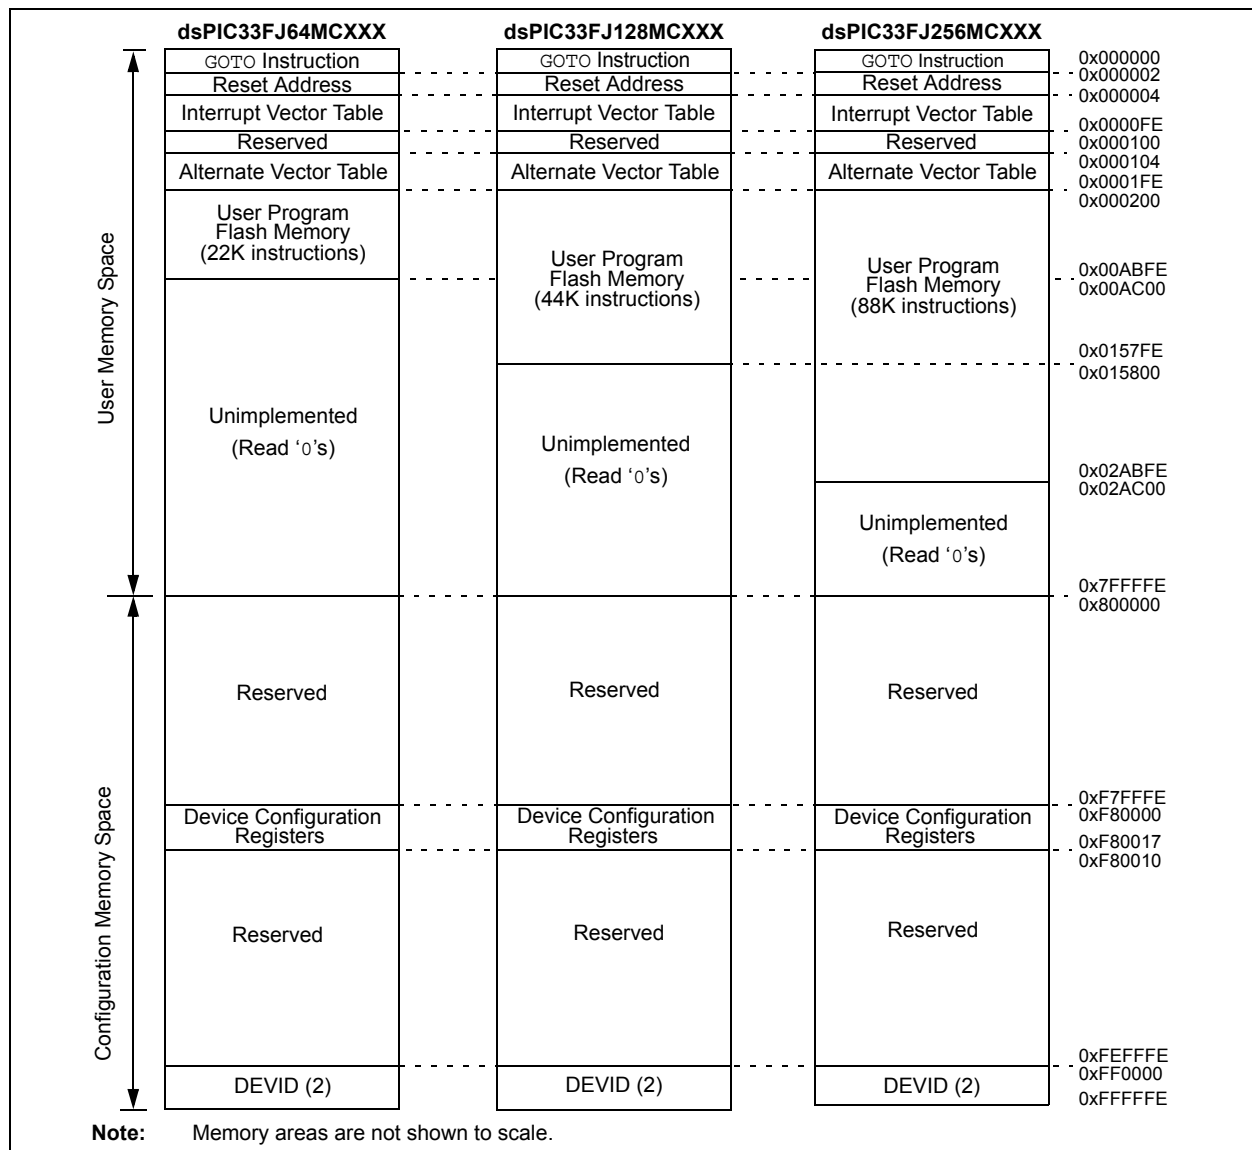 dsPIC33FJ64MCXXX
dsPIC33FJ128MCXXX
dsPIC33FJ256MCXXX
GOTO Instruction
GOTO Instruction
GOTO Instruction
0x000000
Reset Address
Reset Address
Reset Address
0x000002
0x000004
Interrupt Vector Table
Interrupt Vector Table
Interrupt Vector Table
0x0000FE
Reserved
Reserved
Reserved
0x000100
0x000104
Alternate Vector Table
Alternate Vector Table
Alternate Vector Table
0x0001FE
0x000200
User Program
Flash Memory
(22K instructions)
User Program
Flash Memory
(44K instructions)
User Program
Flash Memory
(88K instructions)
0x00ABFE
0x00AC00
0x0157FE
0x015800
User Memory Space
Unimplemented
(Read ‘0’s)
Unimplemented
(Read ‘0’s)
0x02ABFE
0x02AC00
Unimplemented
(Read ‘0’s)
0x7FFFFE
0x800000
Reserved
Reserved
Reserved
0xF7FFFE
0xF80000
Device Configuration
Registers
Device Configuration
Registers
Device Configuration
Registers
0xF80017
0xF80010
Configuration Memory Space
Reserved
Reserved
Reserved
0xFEFFFE
0xFF0000
DEVID (2)
DEVID (2)
DEVID (2)
0xFFFFFE
Note: Memory areas are not shown to scale.